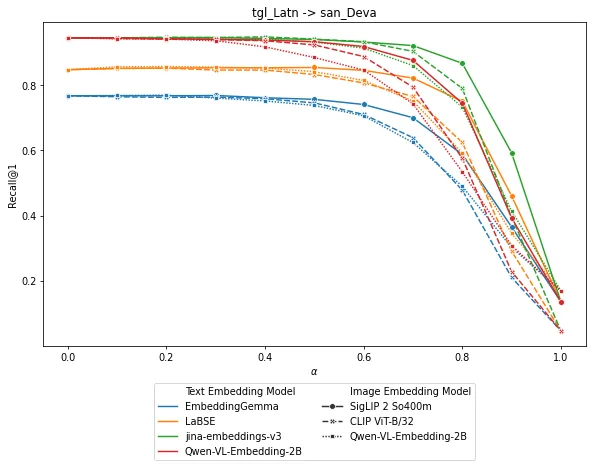 tgl_Latn -> san_Deva
Recall@1
0.8
0.6
0.4
0.2
0.0 0.2 0.4 0.6 0.8 1.0
α
Text Embedding Model
EmbeddingGemma
LaBSE
jina-embeddings-v3
Qwen-VL-Embedding-2B
Image Embedding Model
SigLIP 2 So400m
CLIP ViT-B/32
Qwen-VL-Embedding-2B